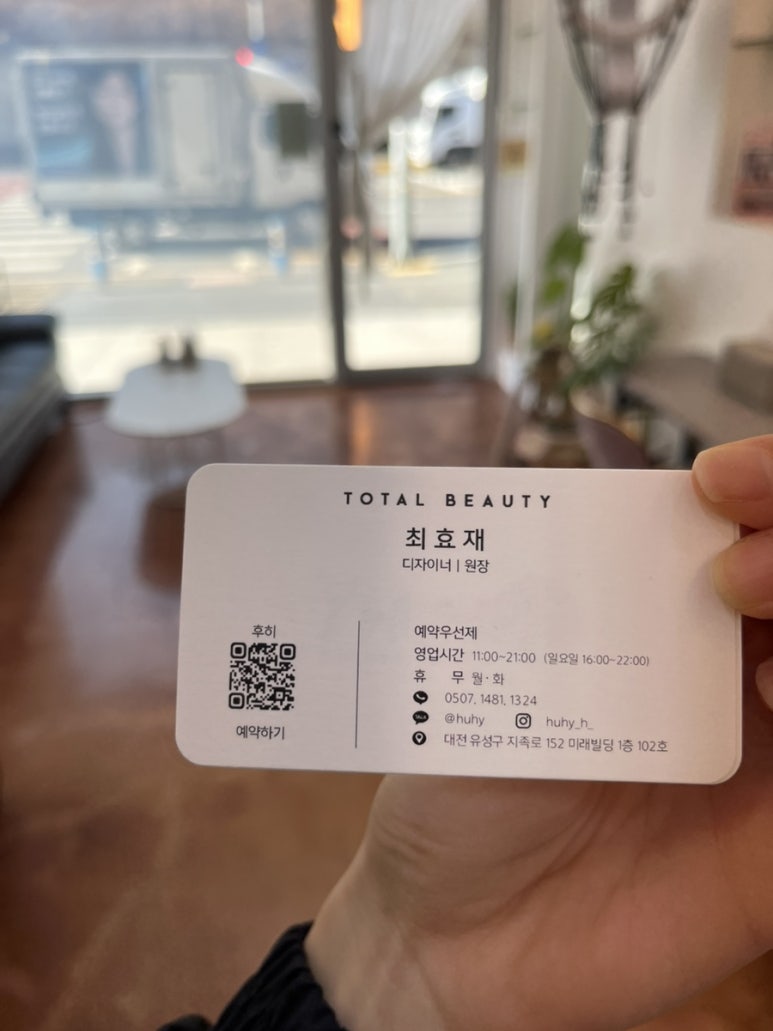 TOTAL BEAUTY
최효재
디자이너 | 원장
후히
예약하기
예약우선제
영업시간 11:00~21:00 (일요일 16:00~22:00)
휴 무 월·화
0507. 1481. 1324
TALK @huhy huhy_h_
대전 유성구 지족로 152 미래빌딩 1층 102호